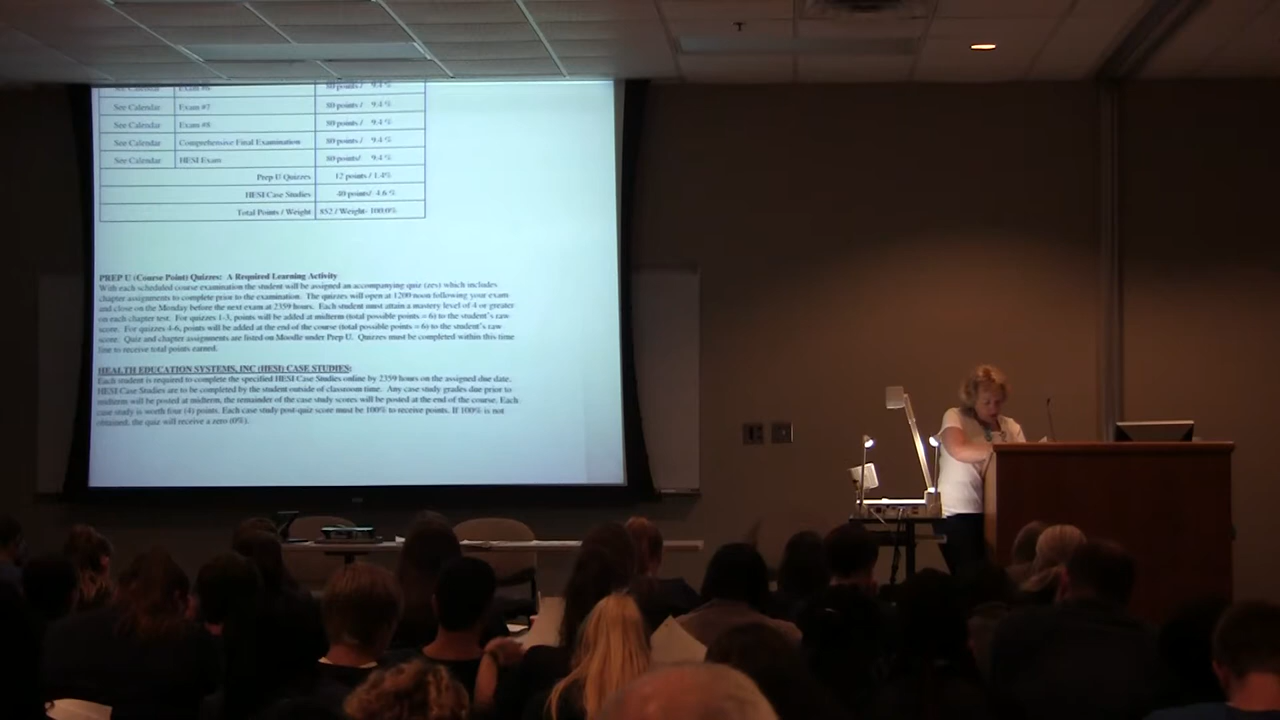 See Calendar Exam #6 80 points / 9.4 %
See Calendar Exam #7 80 points / 9.4 %
See Calendar Exam #8 80 points / 9.4 %
See Calendar Comprehensive Final Examination 80 points / 9.4 %
See Calendar HESI Exam 80 points/ 9.4 %
Prep U Quizzes 12 points / 1.4%
HESI Case Studies 40 points/ 4.6 %
Total Points / Weight 852 / Weight- 100.0%
PREP U (Course Point) Quizzes: A Required Learning Activity
With each scheduled course examination the student will be assigned an accompanying quiz (zes) which includes
chapter assignments to complete prior to the examination. The quizzes will open at 1200 noon following your exam
and close on the Monday before the next exam at 2359 hours. Each student must attain a mastery level of 4 or greater
on each chapter test. For quizzes 1-3, points will be added at midterm (total possible points = 6) to the student's raw
score. For quizzes 4-6, points will be added at the end of the course (total possible points = 6) to the student's raw
score. Quiz and chapter assignments are listed on Moodle under Prep U. Quizzes must be completed within this time
line to receive total points earned.
HEALTH EDUCATION SYSTEMS, INC (HESI) CASE STUDIES:
Each student is required to complete the specified HESI Case Studies online by 2359 hours on the assigned due date.
HESI Case Studies are to be completed by the student outside of classroom time. Any case study grades due prior to
midterm will be posted at midterm, the remainder of the case study scores will be posted at the end of the course. Each
case study is worth four (4) points. Each case study post-quiz score must be 100% to receive points. If 100% is not
obtained, the quiz will receive a zero (0%).